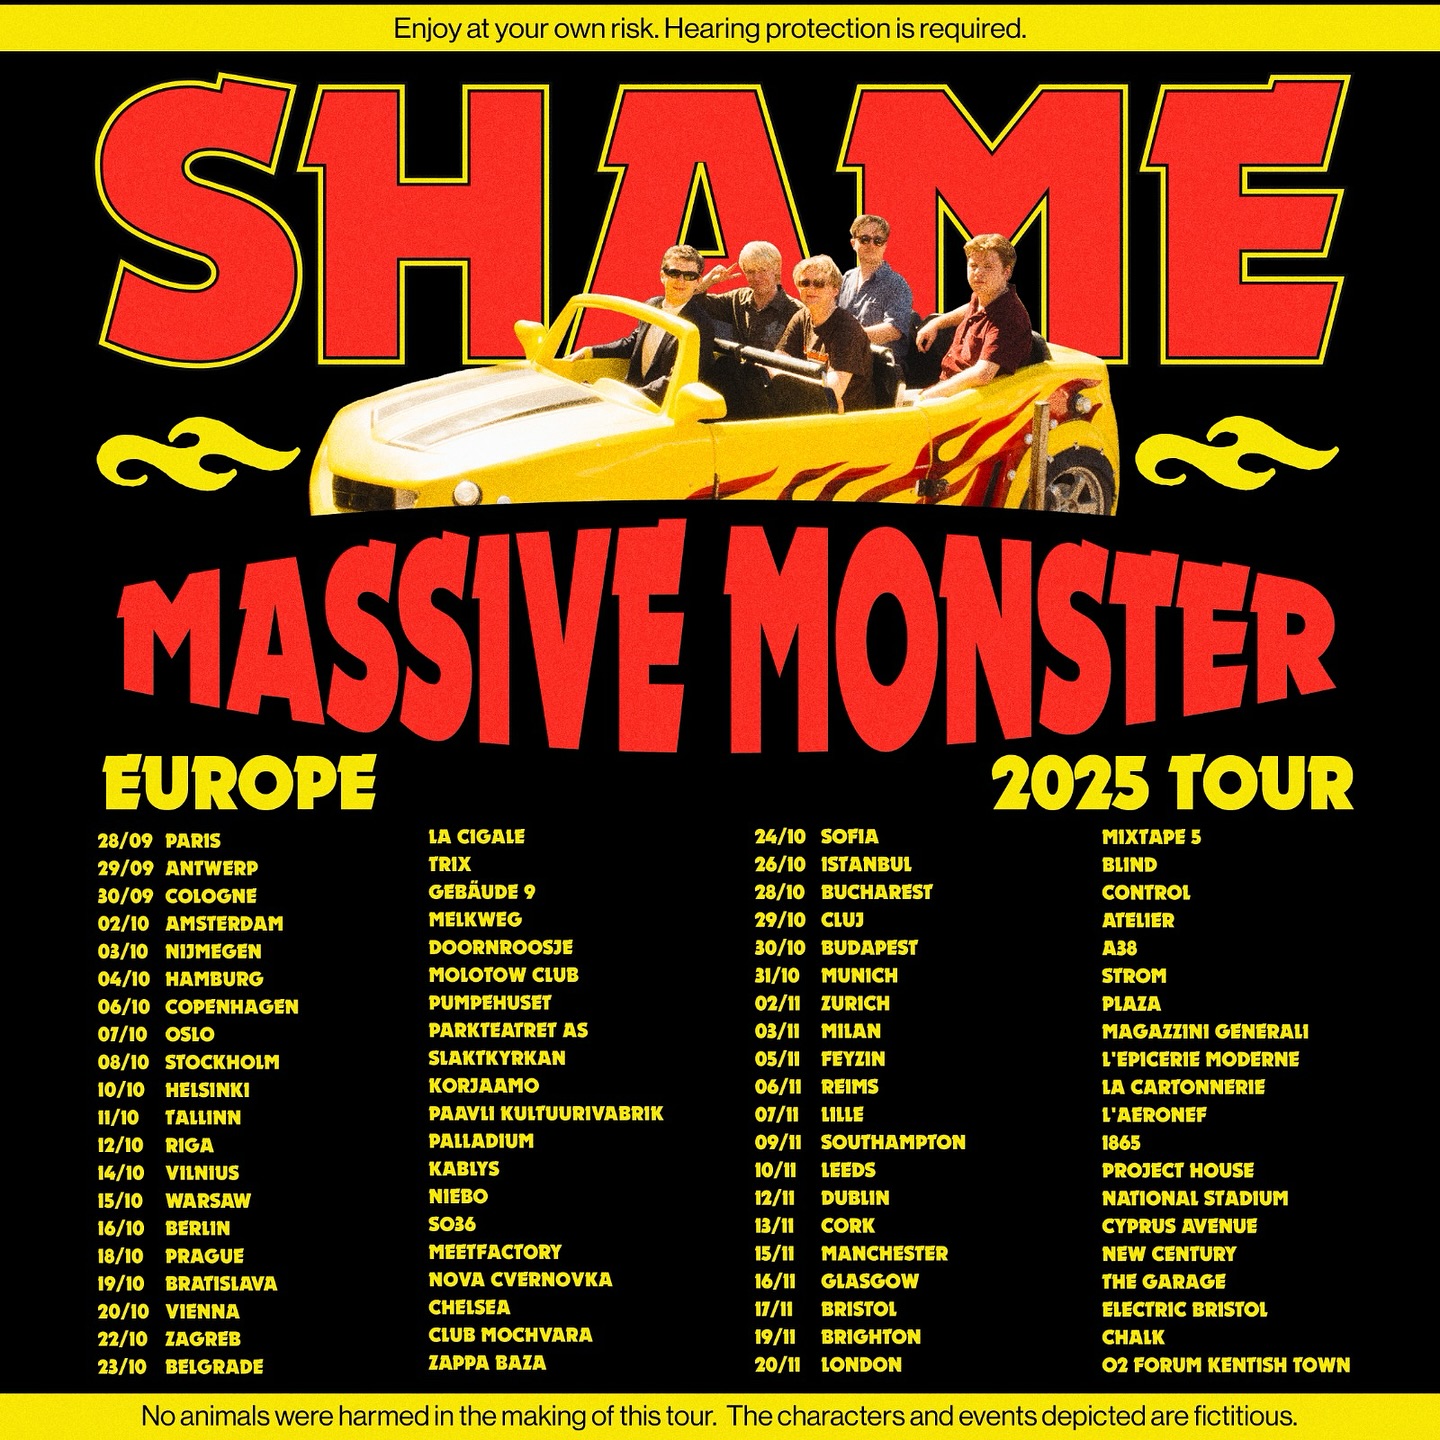 Enjoy at your own risk. Hearing protection is required.
SHAME
MASSIVE MONSTER
EUROPE 2025 TOUR
28/09 PARIS LA CIGALE
29/09 ANTWERP TRIX
30/09 COLOGNE GEBÄUDE 9
02/10 AMSTERDAM MELKWEG
03/10 NIJMEGEN DOORNROOSJE
04/10 HAMBURG MOLOTOW CLUB
06/10 COPENHAGEN PUMPEHUSET
07/10 OSLO PARKTEATRET AS
08/10 STOCKHOLM SLAKTKYRKAN
10/10 HELSINKI KORJAAMO
11/10 TALLINN PAAVLI KULTUURIVABRIK
12/10 RIGA PALLADIUM
14/10 VILNIUS KABLYS
15/10 WARSAW NIEBO
16/10 BERLIN SO36
18/10 PRAGUE MEETFACTORY
19/10 BRATISLAVA NOVA CVERNOVKA
20/10 VIENNA CHELSEA
22/10 ZAGREB CLUB MOCHVARA
23/10 BELGRADE ZAPPA BAZA
24/10 SOFIA MIXTAPE 5
26/10 ISTANBUL BLIND
28/10 BUCHAREST CONTROL
29/10 CLUJ ATELIER
30/10 BUDAPEST A38
31/10 MUNICH STROM
02/11 ZURICH PLAZA
03/11 MILAN MAGAZZINI GENERALI
05/11 FEYZIN L'EPICERIE MODERNE
06/11 REIMS LA CARTONNERIE
07/11 LILLE L'AERONEF
09/11 SOUTHAMPTON 1865
10/11 LEEDS PROJECT HOUSE
12/11 DUBLIN NATIONAL STADIUM
13/11 CORK CYPRUS AVENUE
15/11 MANCHESTER NEW CENTURY
16/11 GLASGOW THE GARAGE
17/11 BRISTOL ELECTRIC BRISTOL
19/11 BRIGHTON CHALK
20/11 LONDON O2 FORUM KENTISH TOWN
No animals were harmed in the making of this tour. The characters and events depicted are fictitious.